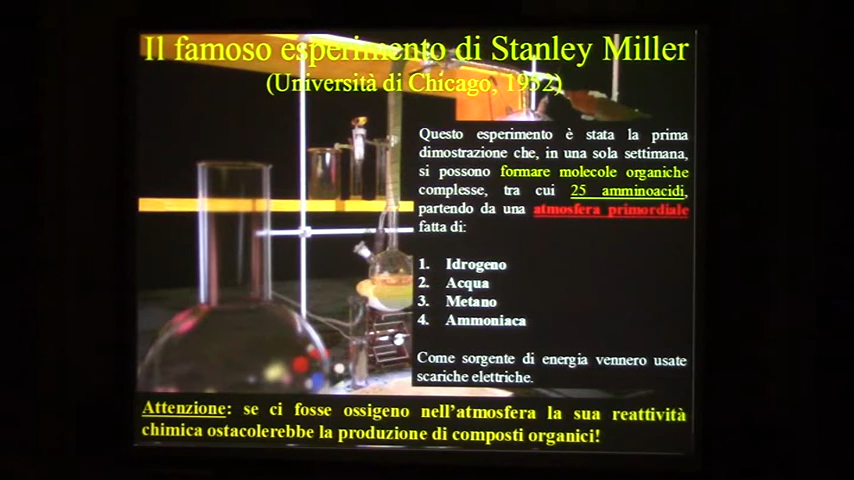 Il famoso esperimento di Stanley Miller
(Università di Chicago, 1952)
Questo esperimento è stata la prima
dimostrazione che, in una sola settimana,
si possono formare molecole organiche
complesse, tra cui 25 amminoacidi,
partendo da una atmosfera primordiale
fatta di:
1. Idrogeno
2. Acqua
3. Metano
4. Ammoniaca
Come sorgente di energia vennero usate
scariche elettriche.
Attenzione: se ci fosse ossigeno nell'atmosfera la sua reattività
chimica ostacolerebbe la produzione di composti organici!